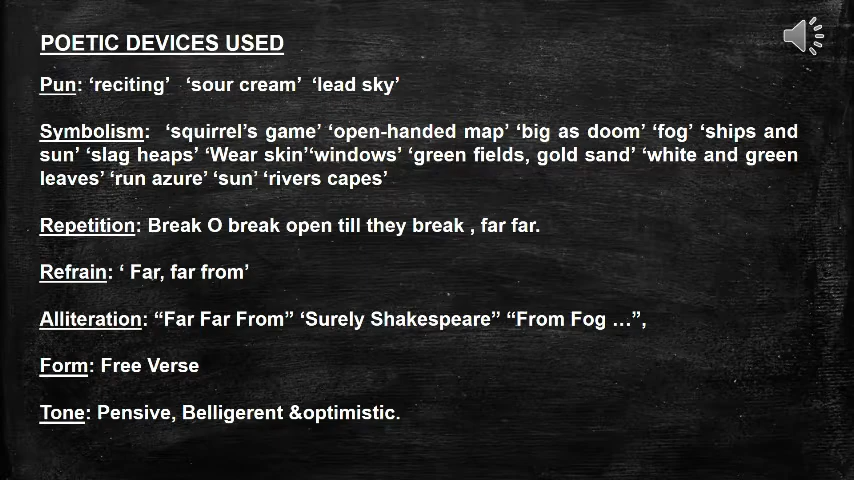 POETIC DEVICES USED
Pun: ‘reciting’ ‘sour cream’ ‘lead sky’
Symbolism: ‘squirrel’s game’ ‘open-handed map’ ‘big as doom’ ‘fog’ ‘ships and
sun’ ‘slag heaps’ ‘Wear skin’‘windows’ ‘green fields, gold sand’ ‘white and green
leaves’ ‘run azure’ ‘sun’ ‘rivers capes’
Repetition: Break O break open till they break , far far.
Refrain: ‘ Far, far from’
Alliteration: “Far Far From” ‘Surely Shakespeare” “From Fog …”,
Form: Free Verse
Tone: Pensive, Belligerent &optimistic.